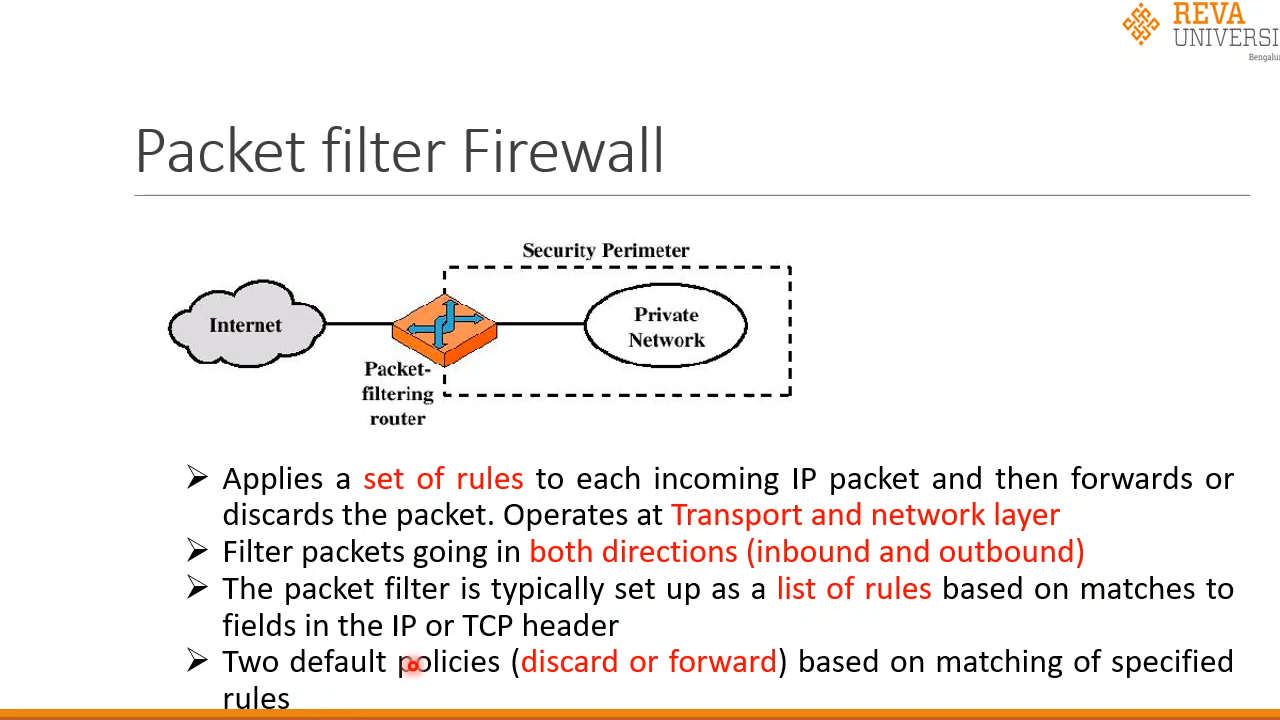 REVA
UNIVERSI
Bengalur
Packet filter Firewall
Security Perimeter
Internet
Private
Network
Packet-
filtering
router
Applies a set of rules to each incoming IP packet and then forwards or
discards the packet. Operates at Transport and network layer
Filter packets going in both directions (inbound and outbound)
The packet filter is typically set up as a list of rules based on matches to
fields in the IP or TCP header
Two default policies (discard or forward) based on matching of specified
rules